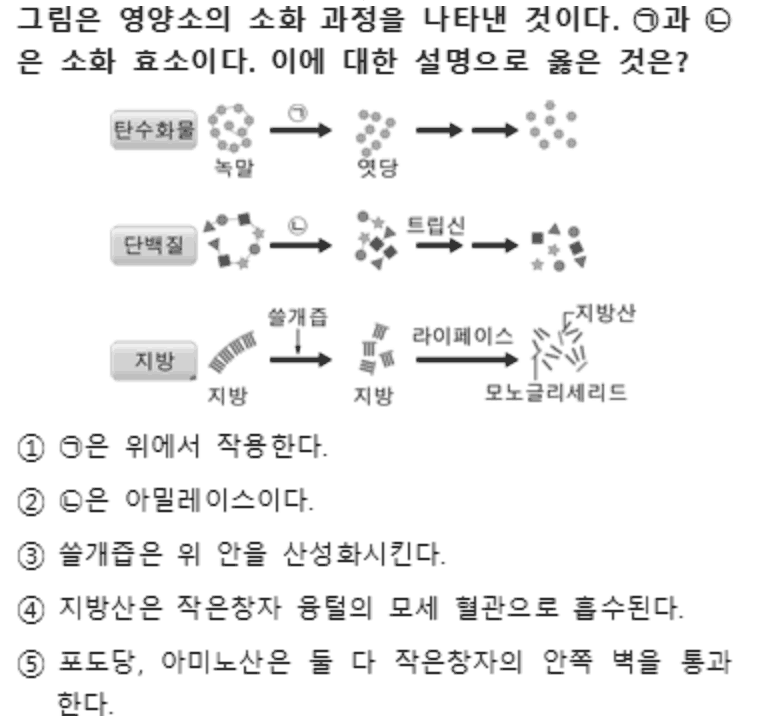 그림은 영양소의 소화 과정을 나타낸 것이다. ㉠과 ㉡
은 소화 효소이다. 이에 대한 설명으로 옳은 것은?
탄수화물
㉠
녹말
엿당
단백질
㉡
트립신
지방
쓸개즙
지방
지방
라이페이스
지방산
모노글리세리드
① ㉠은 위에서 작용한다.
② ㉡은 아밀레이스이다.
③ 쓸개즙은 위 안을 산성화시킨다.
④ 지방산은 작은창자 융털의 모세 혈관으로 흡수된다.
⑤ 포도당, 아미노산은 둘 다 작은창자의 안쪽 벽을 통과
한다.